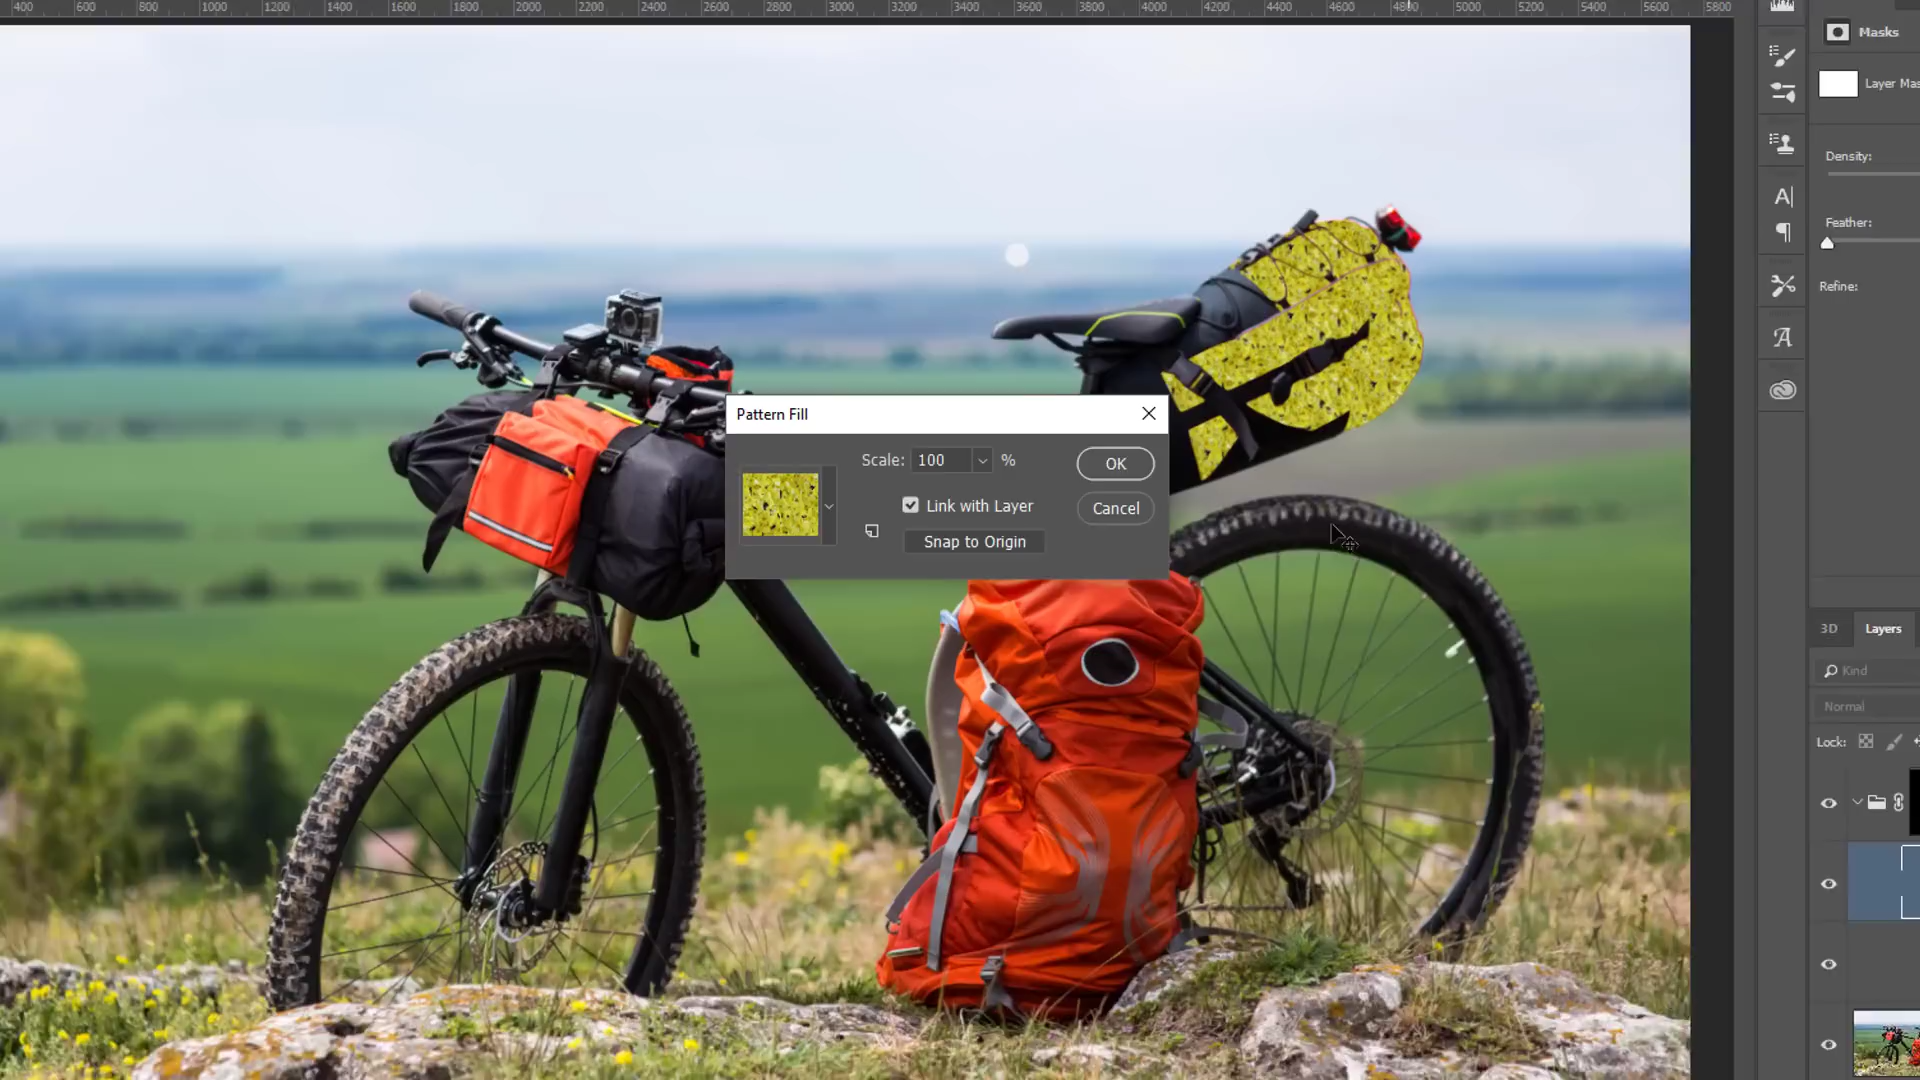 400 600 800 1000 1200 1400 1600 1800 2000 2200 2400 2600 2800 3000 3200 3400 3600 3800 4000 4200 4400 4600 4800 5000 5200 5400 5600 5800
Masks
Layer Mas
Density:
Feather:
Refine:
Pattern Fill
Scale: 100 %
OK
Link with Layer
Cancel
Snap to Origin
3D Layers
Kind
Normal
Lock: